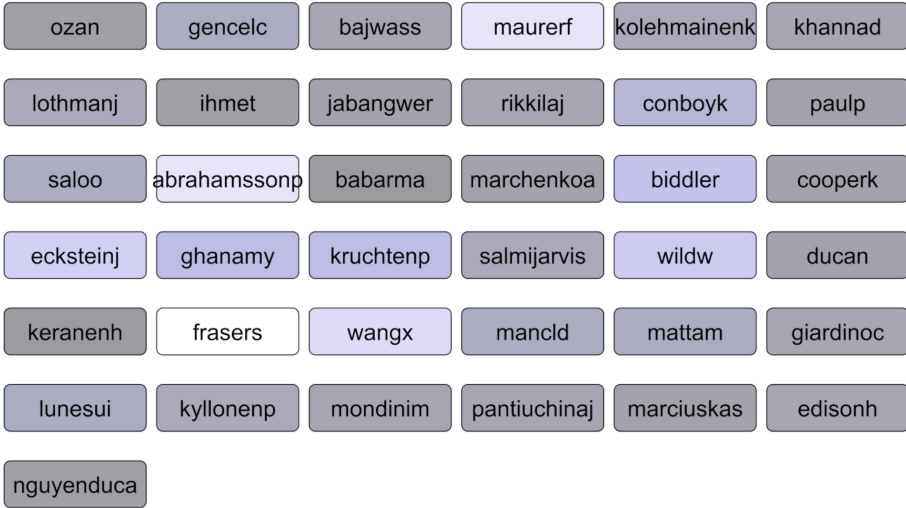 ozan gencelc bajwass maurerf kolehmainenk khannad
lothmanj ihmet jabangwer rikkilaj conboyk paulp
saloo abrahamssonp babarma marchenkoa biddler cooperk
ecksteinj ghanamy kruchtenp salmijarvis wildw ducan
keranenh frasers wangx mancld mattam giardinoc
lunesui kyllonenp mondinim pantiuchinaj marciuskas edisonh
nguyenduca